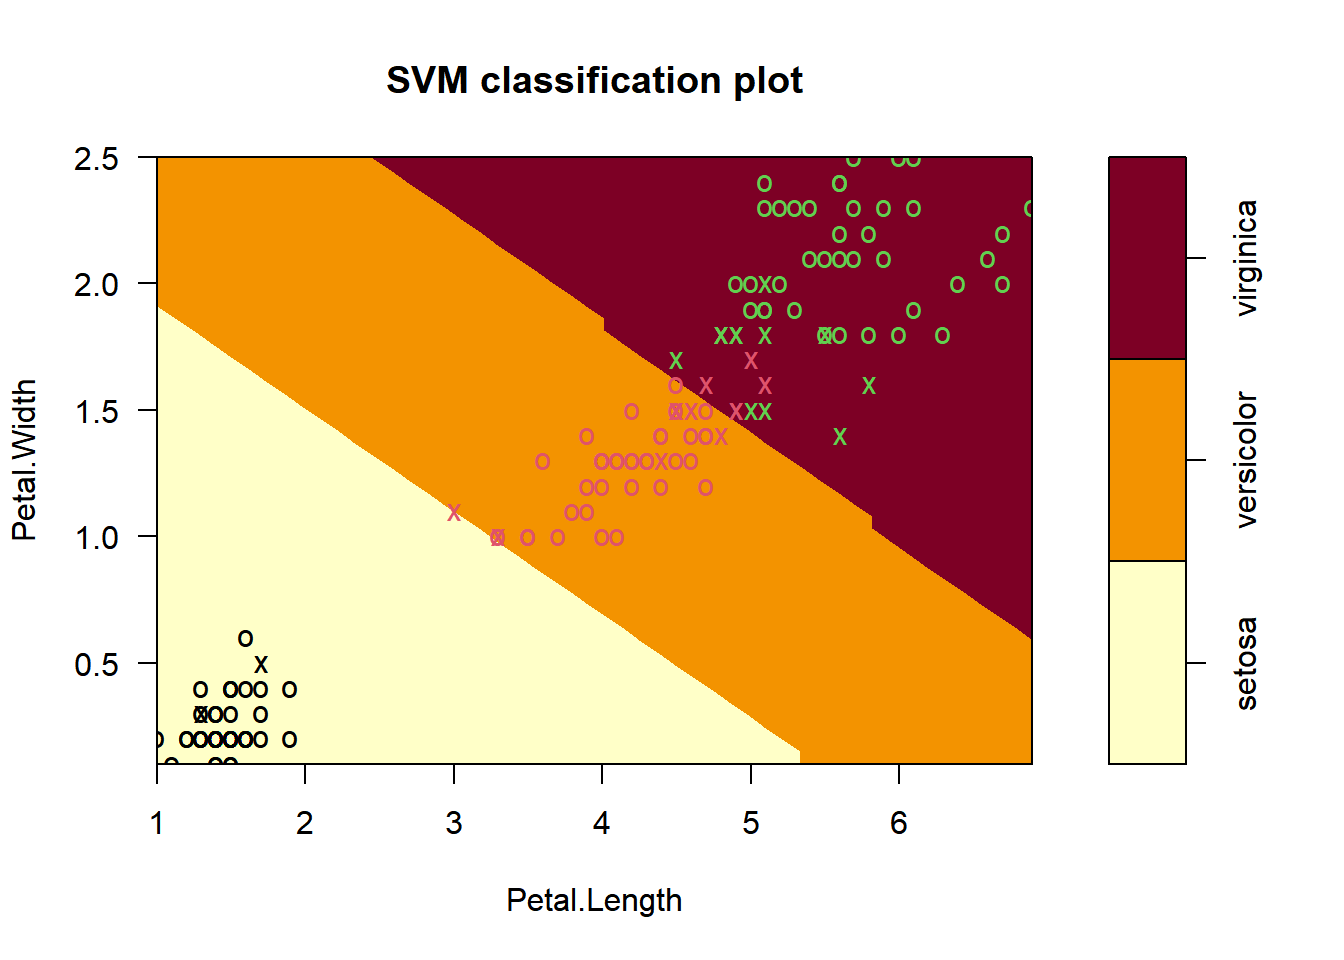 SVM classification plot
2.5
2.0
1.5
1.0
0.5
Petal.Width
1 2 3 4 5 6
Petal.Length
virginica
versicolor
setosa